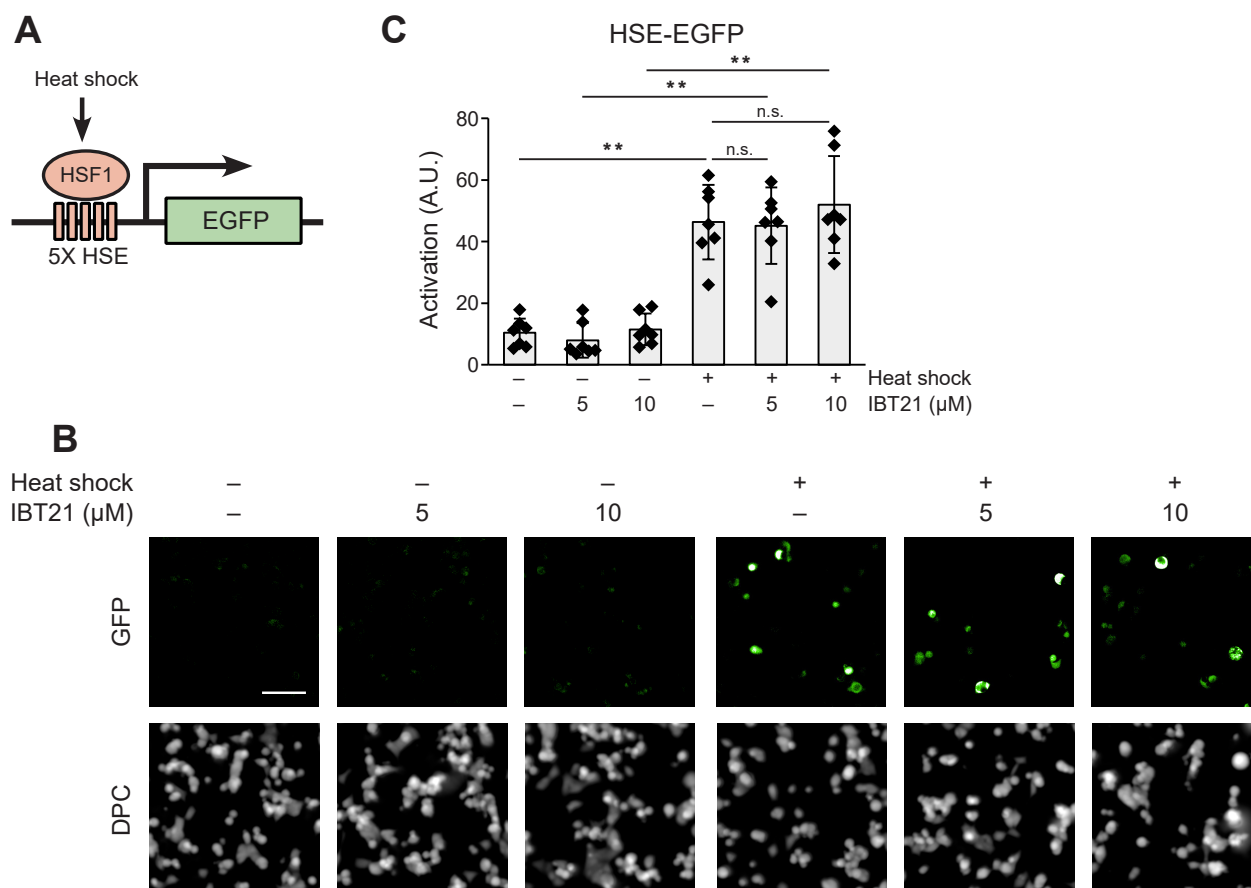 A
Heat shock
HSF1
EGFP
5X HSE
C
HSE-EGFP
**
**
n.s.
**
n.s.
Activation (A.U.)
80
60
40
20
0
– – – + + + Heat shock
– 5 10 – 5 10 IBT21 (µM)
B
Heat shock – – – + + +
IBT21 (µM) – 5 10 – 5 10
GFP
DPC